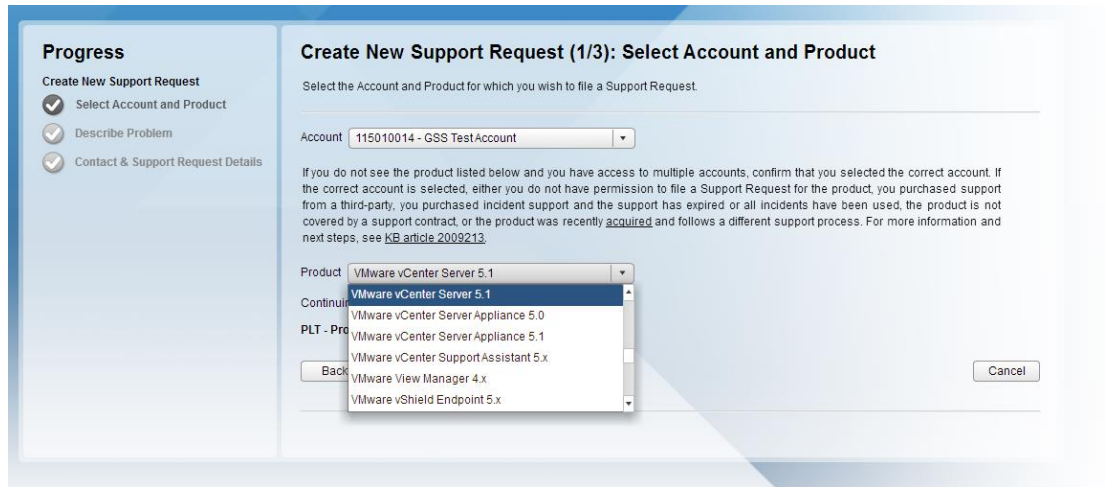 Progress
Create New Support Request
Select Account and Product
Describe Problem
Contact & Support Request Details
Create New Support Request (1/3): Select Account and Product
Select the Account and Product for which you wish to file a Support Request.
Account 115010014 - GSS Test Account
If you do not see the product listed below and you have access to multiple accounts, confirm that you selected the correct account. If
the correct account is selected, either you do not have permission to file a Support Request for the product, you purchased support
from a third-party, you purchased incident support and the support has expired or all incidents have been used, the product is not
covered by a support contract, or the product was recently acquired and follows a different support process. For more information and
next steps, see KB article 2009213.
Product VMware vCenter Server 5.1
VMware vCenter Server 5.1
VMware vCenter Server Appliance 5.0
VMware vCenter Server Appliance 5.1
VMware vCenter Support Assistant 5.x
VMware View Manager 4.x
VMware vShield Endpoint 5.x
PLT -
Back
Cancel